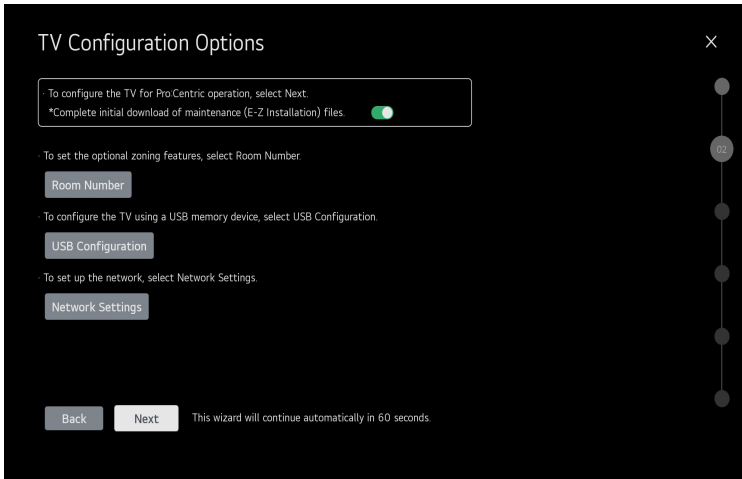 TV Configuration Options
X
· To configure the TV for Pro:Centric operation, select Next.
*Complete initial download of maintenance (E-Z Installation) files.
02
· To set the optional zoning features, select Room Number.
Room Number
· To configure the TV using a USB memory device, select USB Configuration.
USB Configuration
· To set up the network, select Network Settings.
Network Settings
Back
Next
This wizard will continue automatically in 60 seconds.